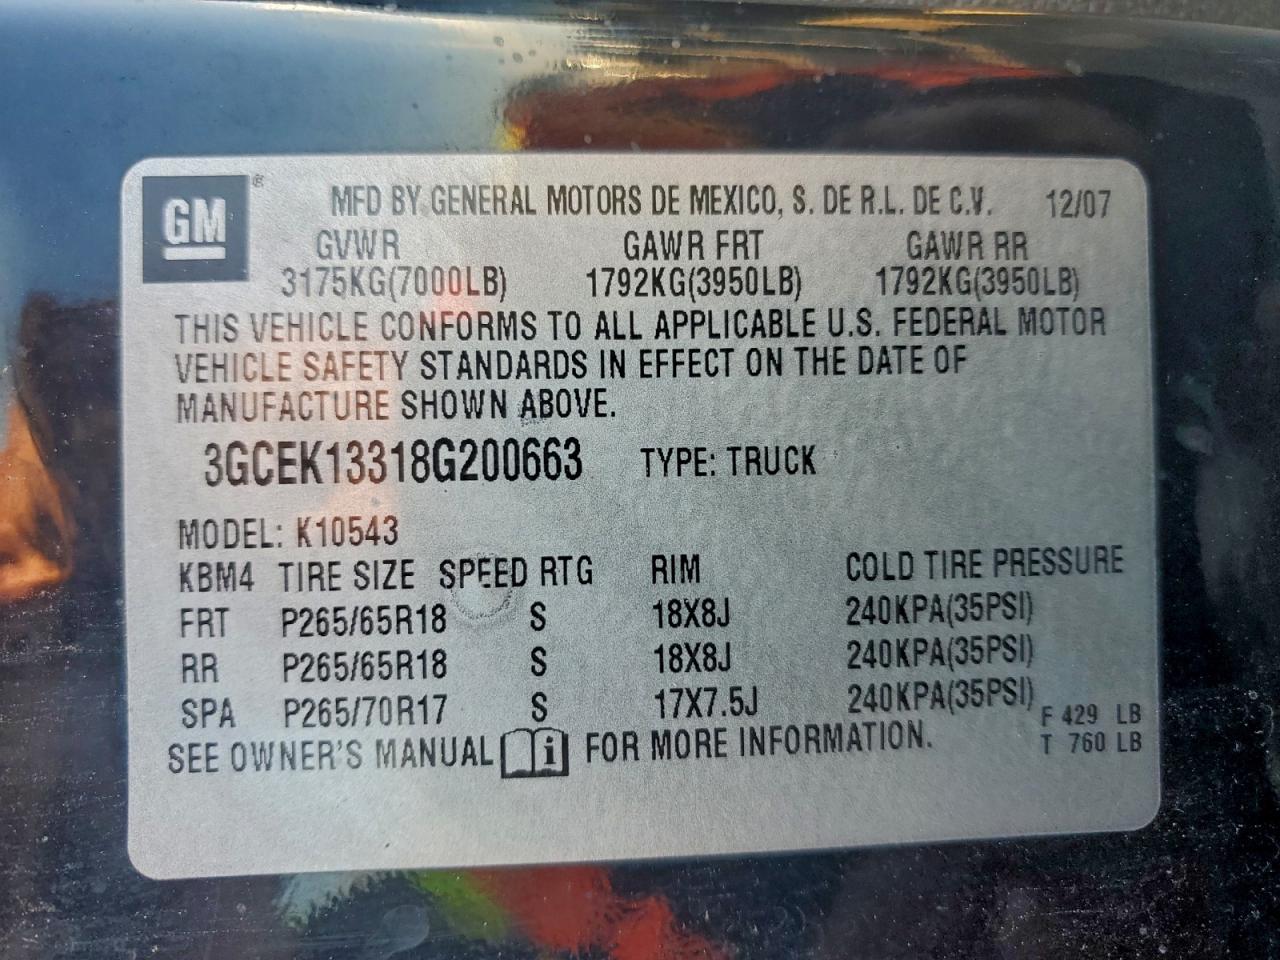 GM ®
MFD BY GENERAL MOTORS DE MEXICO, S. DE R.L. DE C.V. 12/07
GVWR GAWR FRT GAWR RR
3175KG(7000LB) 1792KG(3950LB) 1792KG(3950LB)
THIS VEHICLE CONFORMS TO ALL APPLICABLE U.S. FEDERAL MOTOR
VEHICLE SAFETY STANDARDS IN EFFECT ON THE DATE OF
MANUFACTURE SHOWN ABOVE.
3GCEK13318G200663 TYPE: TRUCK
MODEL: K10543
KBM4 TIRE SIZE SPEED RTG RIM COLD TIRE PRESSURE
FRT P265/65R18 S 18X8J 240KPA(35PSI)
RR P265/65R18 S 18X8J 240KPA(35PSI)
SPA P265/70R17 S 17X7.5J 240KPA(35PSI)
F 429 LB
SEE OWNER'S MANUAL i FOR MORE INFORMATION. T 760 LB